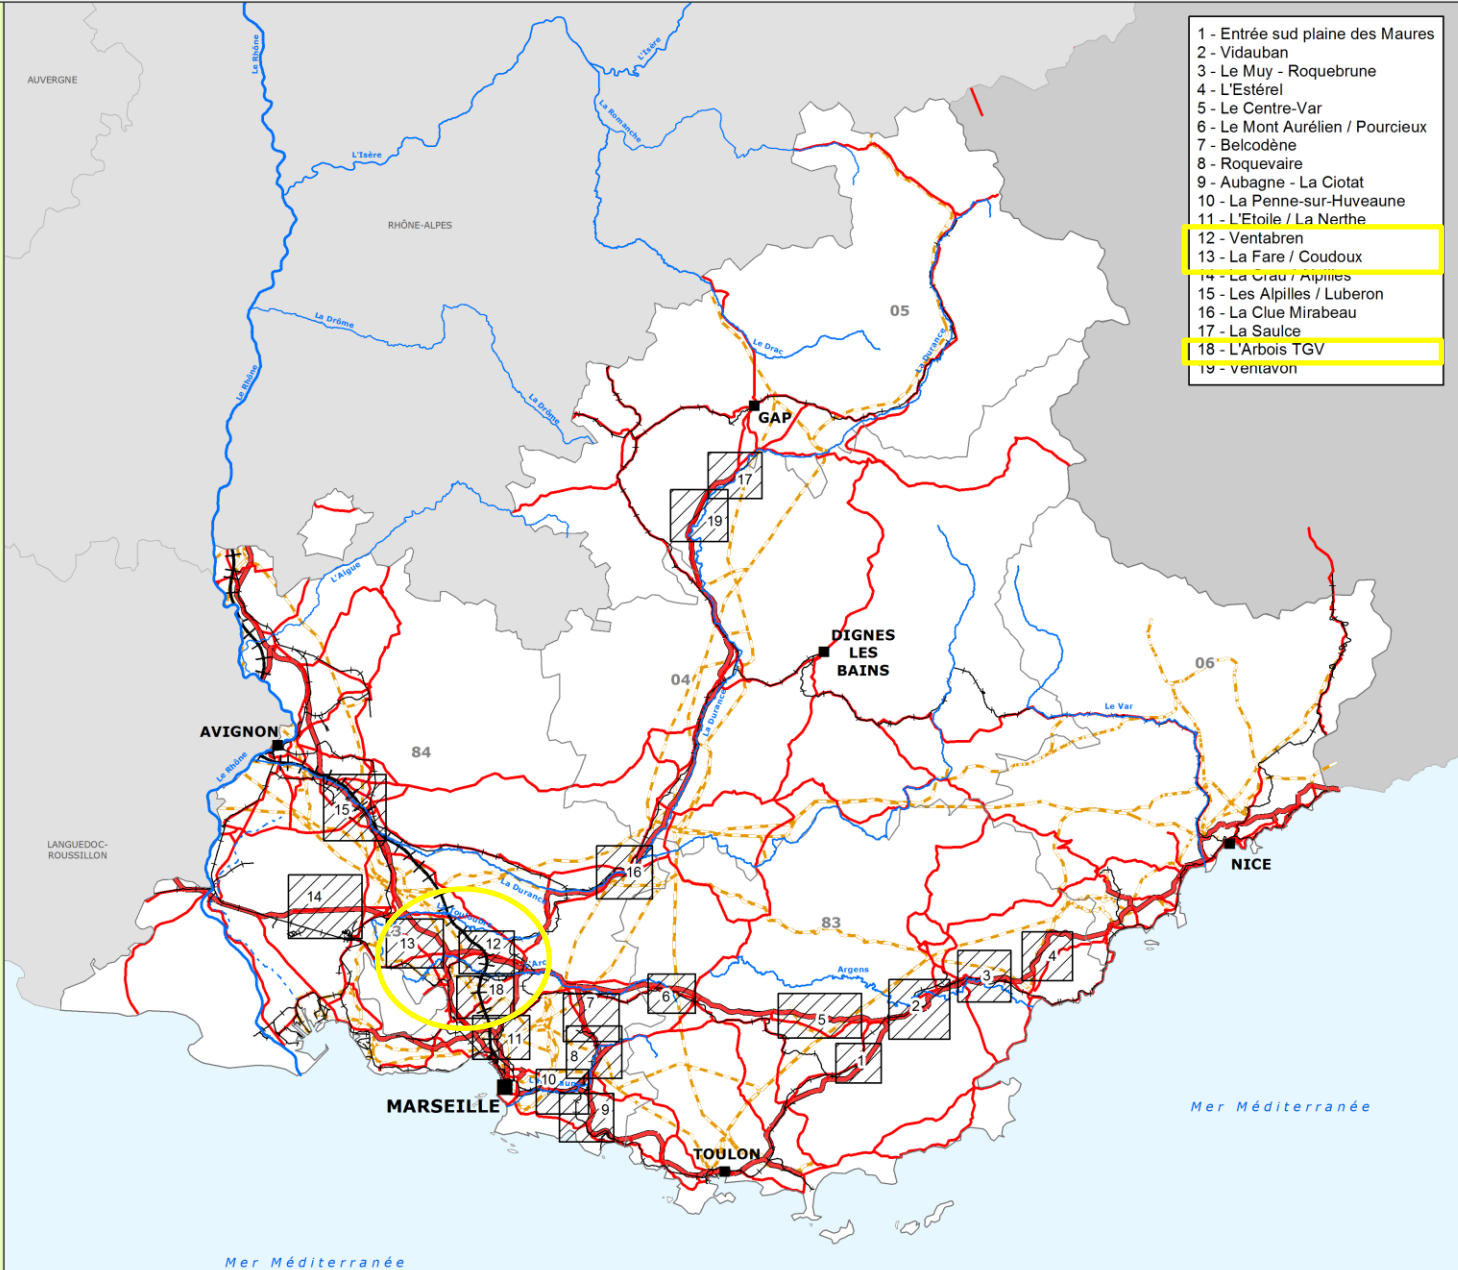 1 - Entrée sud plaine des Maures
2 - Vidauban
3 - Le Muy - Roquebrune
4 - L'Estérel
5 - Le Centre-Var
6 - Le Mont Aurélien / Pourcieux
7 - Belcodène
8 - Roquevaire
9 - Aubagne - La Ciotat
10 - La Penne-sur-Huveaune
11 - L'Etoile / La Nerthe
12 - Ventabren
13 - La Fare / Coudoux
14 - La Crau / Alpilles
15 - Les Alpilles / Luberon
16 - La Clue Mirabeau
17 - La Saulce
18 - L'Arbois TGV
19 - Ventavon
Le Rhône
L'Isère
AUVERGNE
La Romanche
L'Isère
RHÔNE-ALPES
05
La Drôme
Le Drac
La Durance
Le Rhône
La Drôme
GAP
17
19
L'Aigue
DIGNES
LES
BAINS
06
04
La Durance
Le Var
AVIGNON
84
Le Rhône
15
LANGUEDOC-
ROUSSILLON
NICE
16
La Durance
14
83
13
12
4
Argens
3
18
6
2
7
5
11
8
1
10
9
MARSEILLE
TOULON
Mer Méditerranée
Mer Méditerranée